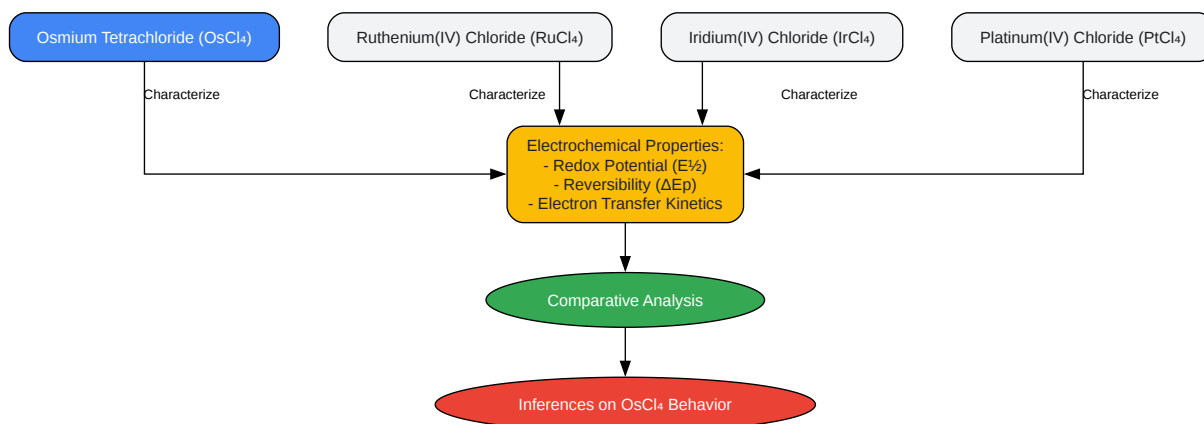 Osmium Tetrachloride (OsCl₄)
Ruthenium(IV) Chloride (RuCl₄)
Iridium(IV) Chloride (IrCl₄)
Platinum(IV) Chloride (PtCl₄)
Characterize
Characterize
Characterize
Characterize
Electrochemical Properties:
- Redox Potential (E½)
- Reversibility (ΔEp)
- Electron Transfer Kinetics
Comparative Analysis
Inferences on OsCl₄ Behavior